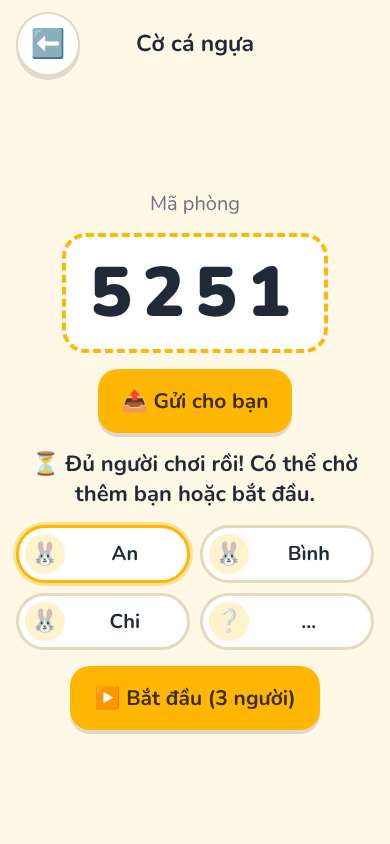 Cờ cá ngựa
Mã phòng
5251
📤 Gửi cho bạn
⏳ Đủ người chơi rồi! Có thể chờ
thêm bạn hoặc bắt đầu.
An
Bình
Chi
...
▶️ Bắt đầu (3 người)